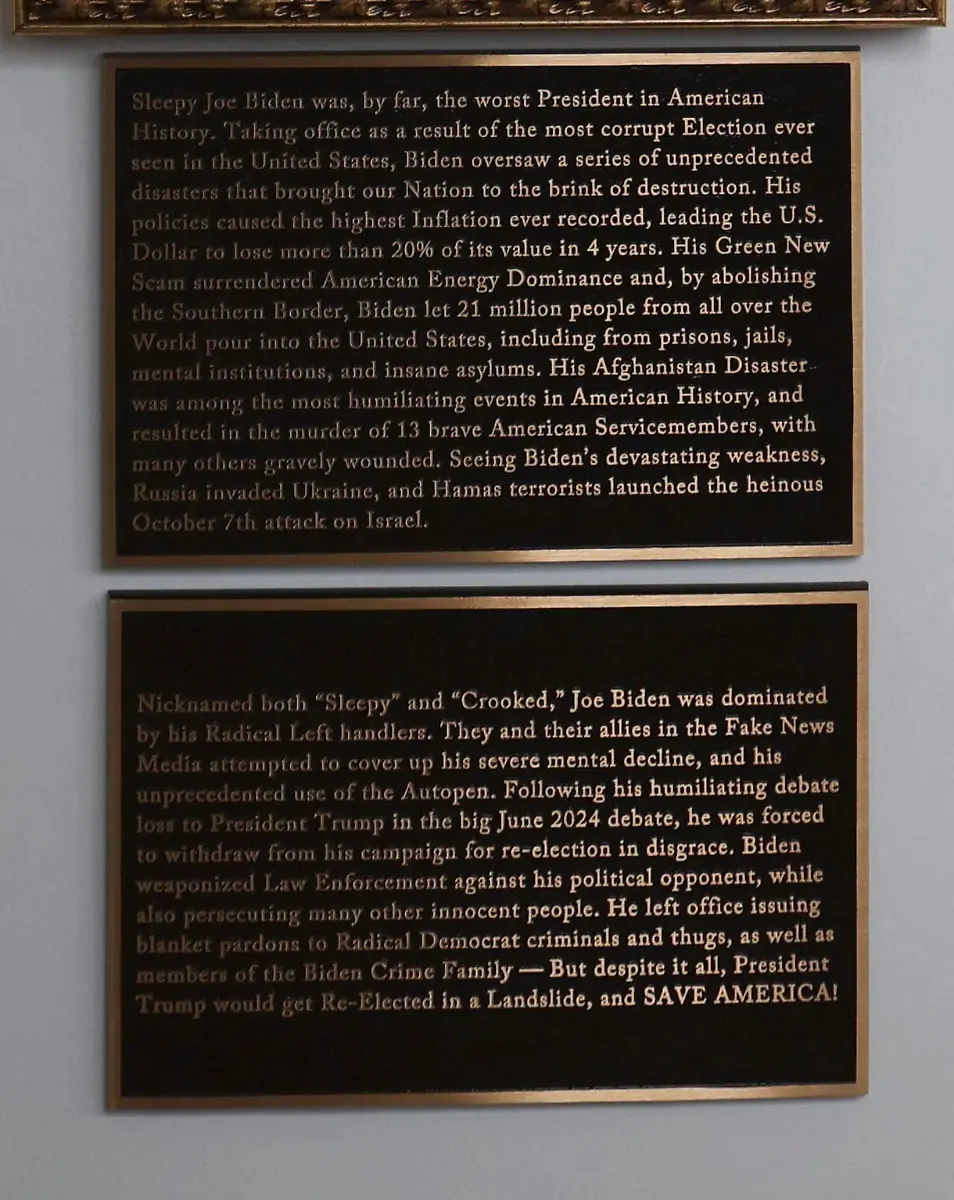 Sleepy Joe Biden was, by far, the worst President in American
History. Taking office as a result of the most corrupt Election ever
seen in the United States, Biden oversaw a series of unprecedented
disasters that brought our Nation to the brink of destruction. His
policies caused the highest Inflation ever recorded, leading the U.S.
Dollar to lose more than 20% of its value in 4 years. His Green New
Scam surrendered American Energy Dominance and, by abolishing
the Southern Border, Biden let 21 million people from all over the
World pour into the United States, including from prisons, jails,
mental institutions, and insane asylums. His Afghanistan Disaster
was among the most humiliating events in American History, and
resulted in the murder of 13 brave American Servicemembers, with
many others gravely wounded. Seeing Biden's devastating weakness,
Russia invaded Ukraine, and Hamas terrorists launched the heinous
October 7th attack on Israel.
Nicknamed both “Sleepy” and “Crooked,” Joe Biden was dominated
by his Radical Left handlers. They and their allies in the Fake News
Media attempted to cover up his severe mental decline, and his
unprecedented use of the Autopen. Following his humiliating debate
loss to President Trump in the big June 2024 debate, he was forced
to withdraw from his campaign for re-election in disgrace. Biden
weaponized Law Enforcement against his political opponent, while
also persecuting many other innocent people. He left office issuing
blanket pardons to Radical Democrat criminals and thugs, as well as
members of the Biden Crime Family — But despite it all, President
Trump would get Re-Elected in a Landslide, and SAVE AMERICA!